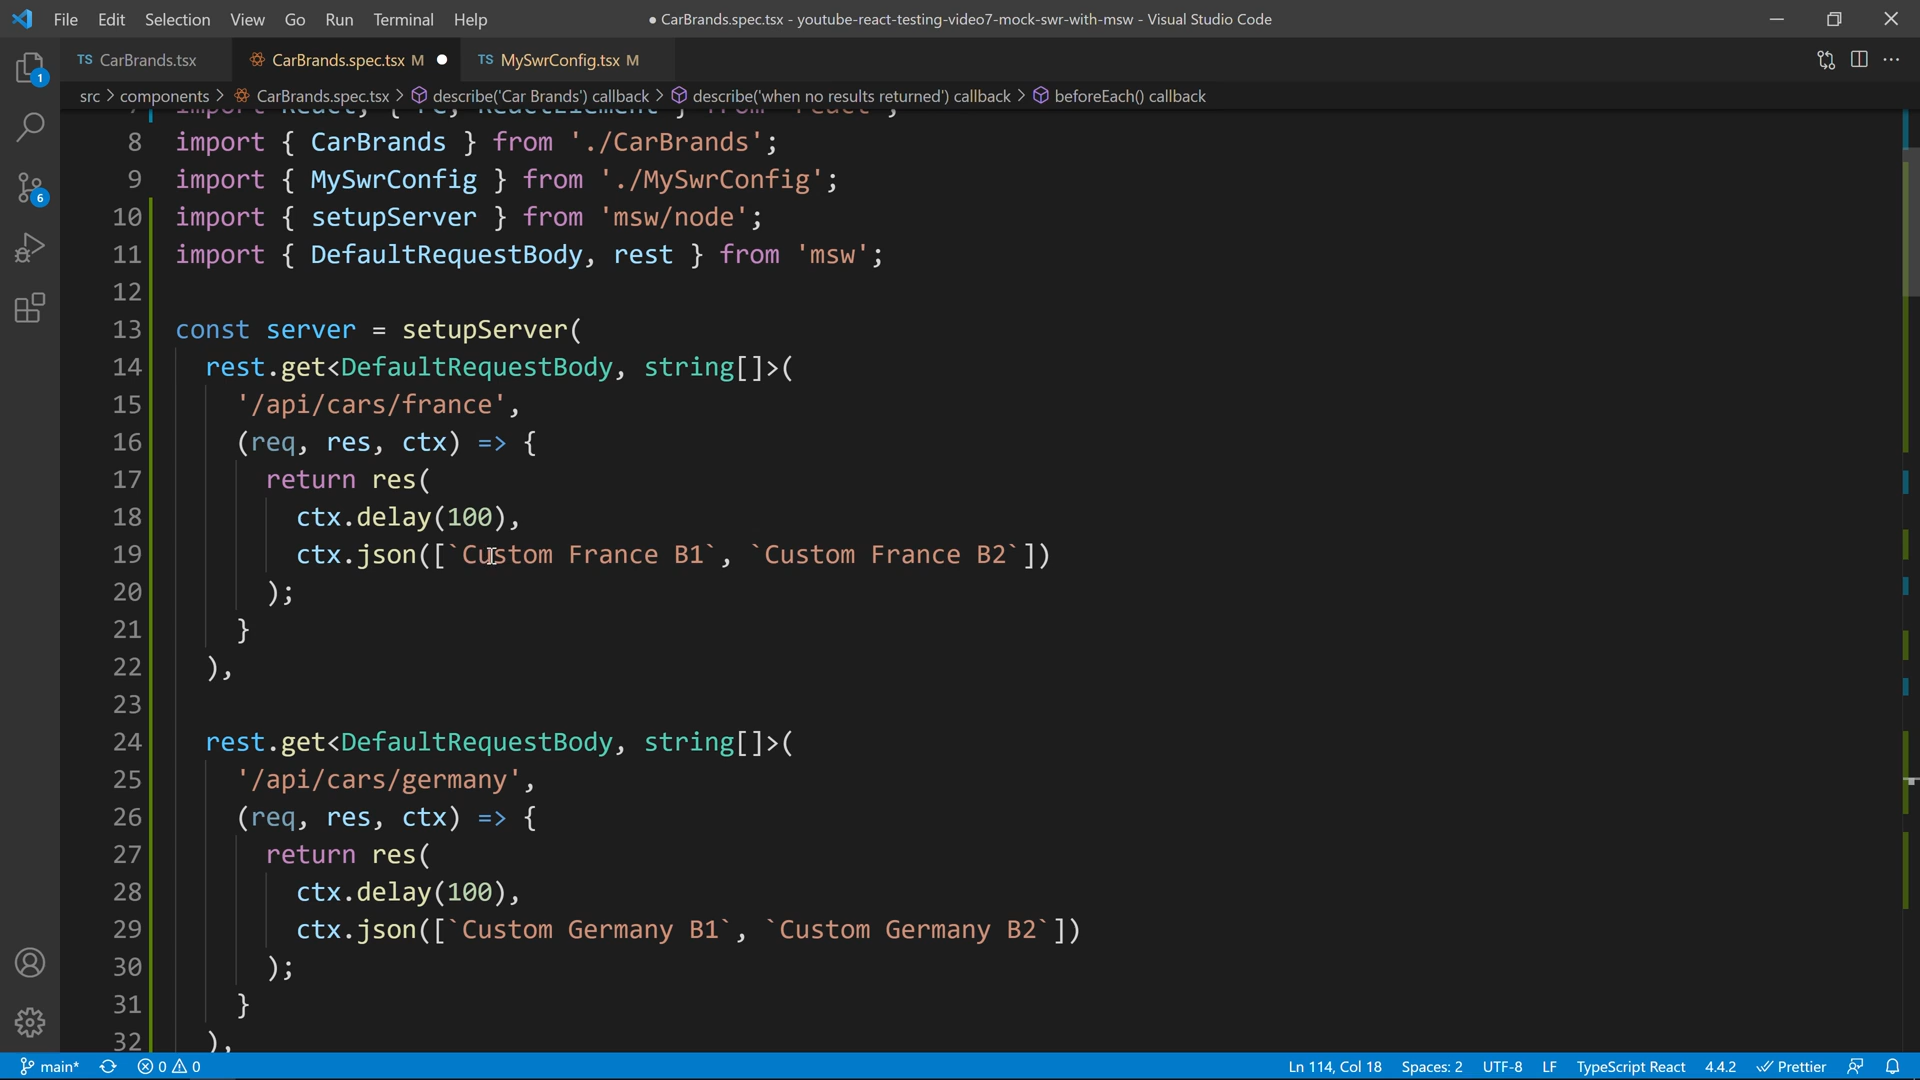 File Edit Selection View Go Run Terminal Help
● CarBrands.spec.tsx - youtube-react-testing-video7-mock-swr-with-msw - Visual Studio Code
TS CarBrands.tsx
CarBrands.spec.tsx M ●
TS MySwrConfig.tsx M
src > components > CarBrands.spec.tsx > describe('Car Brands') callback > describe('when no results returned') callback > beforeEach() callback
8 import { CarBrands } from './CarBrands';
9 import { MySwrConfig } from './MySwrConfig';
10 import { setupServer } from 'msw/node';
11 import { DefaultRequestBody, rest } from 'msw';
12
13 const server = setupServer(
14 rest.get<DefaultRequestBody, string[]>(
15 '/api/cars/france',
16 (req, res, ctx) => {
17 return res(
18 ctx.delay(100),
19 ctx.json([`Custom France B1`, `Custom France B2`])
20 );
21 }
22 ),
23
24 rest.get<DefaultRequestBody, string[]>(
25 '/api/cars/germany',
26 (req, res, ctx) => {
27 return res(
28 ctx.delay(100),
29 ctx.json([`Custom Germany B1`, `Custom Germany B2`])
30 );
31 }
32 ),
1
6
main* 0 0 Ln 114, Col 18 Spaces: 2 UTF-8 LF TypeScript React 4.4.2 Prettier